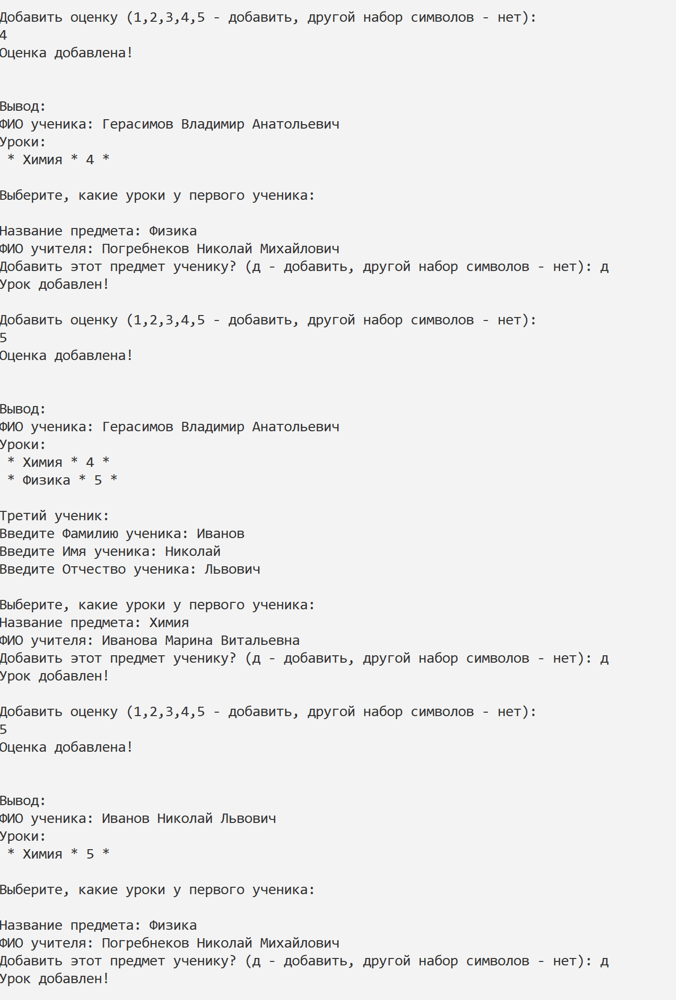 Добавить оценку (1,2,3,4,5 - добавить, другой набор символов - нет):
4
Оценка добавлена!
Вывод:
ФИО ученика: Герасимов Владимир Анатольевич
Уроки:
* Химия * 4 *
Выберите, какие уроки у первого ученика:
Название предмета: Физика
ФИО учителя: Погребнеков Николай Михайлович
Добавить этот предмет ученику? (д - добавить, другой набор символов - нет): д
Урок добавлен!
Добавить оценку (1,2,3,4,5 - добавить, другой набор символов - нет):
5
Оценка добавлена!
Вывод:
ФИО ученика: Герасимов Владимир Анатольевич
Уроки:
* Химия * 4 *
* Физика * 5 *
Третий ученик:
Введите Фамилию ученика: Иванов
Введите Имя ученика: Николай
Введите Отчество ученика: Львович
Выберите, какие уроки у первого ученика:
Название предмета: Химия
ФИО учителя: Иванова Марина Витальевна
Добавить этот предмет ученику? (д - добавить, другой набор символов - нет): д
Урок добавлен!
Добавить оценку (1,2,3,4,5 - добавить, другой набор символов - нет):
5
Оценка добавлена!
Вывод:
ФИО ученика: Иванов Николай Львович
Уроки:
* Химия * 5 *
Выберите, какие уроки у первого ученика:
Название предмета: Физика
ФИО учителя: Погребнеков Николай Михайлович
Добавить этот предмет ученику? (д - добавить, другой набор символов - нет): д
Урок добавлен!